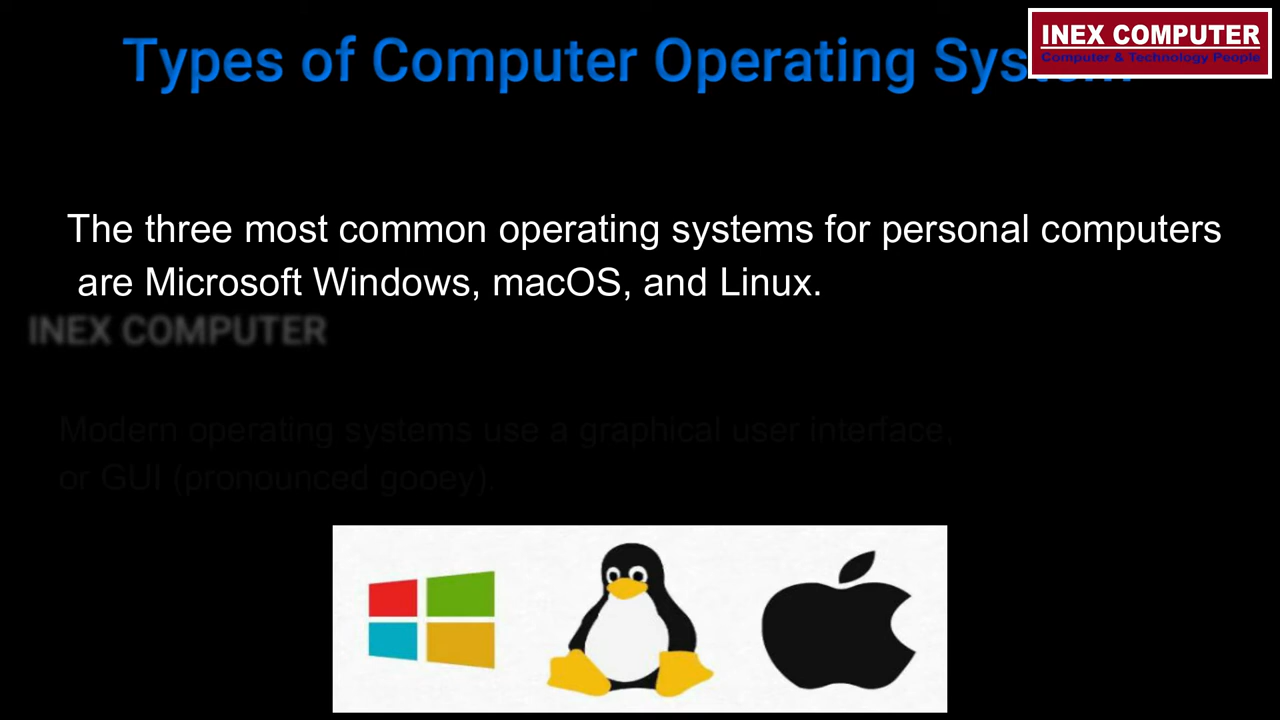 Types of Computer Operating System
INEX COMPUTER
Computer & Technology People
The three most common operating systems for personal computers
are Microsoft Windows, macOS, and Linux.
INEX COMPUTER
Modern operating systems use a graphical user interface,
or GUI (pronounced gooey).